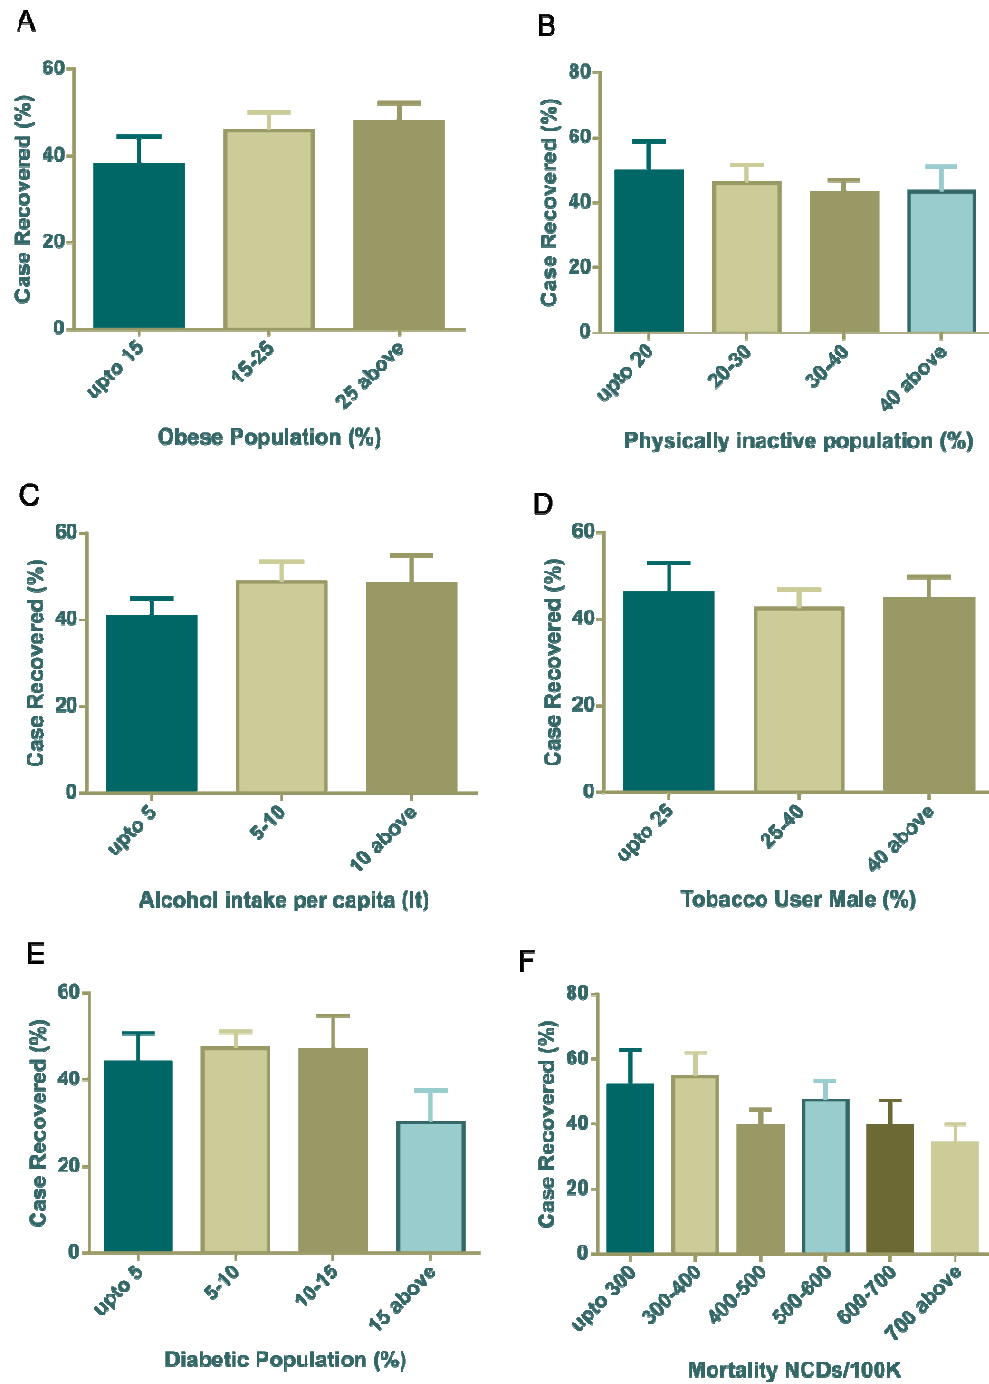 A
Case Recovered (%)
60
40
20
0
upto 15
15-25
25 above
Obese Population (%)
B
Case Recovered (%)
80
60
40
20
0
upto 20
20-30
30-40
40 above
Physically inactive population (%)
C
Case Recovered (%)
60
40
20
0
upto 5
5-10
10 above
Alcohol intake per capita (lt)
D
Case Recovered (%)
60
40
20
0
upto 25
25-40
40 above
Tobacco User Male (%)
E
Case Recovered (%)
60
40
20
0
upto 5
5-10
10-15
15 above
Diabetic Population (%)
F
Case Recovered (%)
80
60
40
20
0
upto 300
300-400
400-500
500-600
600-700
700 above
Mortality NCDs/100K